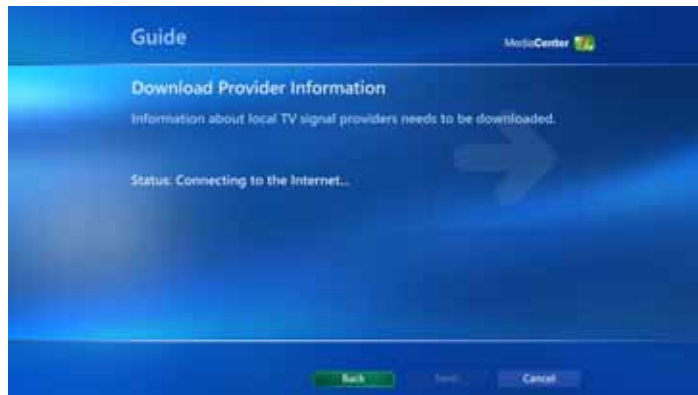 Guide
MediaCenter
Download Provider Information
Information about local TV signal providers needs to be downloaded.
Status: Connecting to the Internet...
Back
Next
Cancel